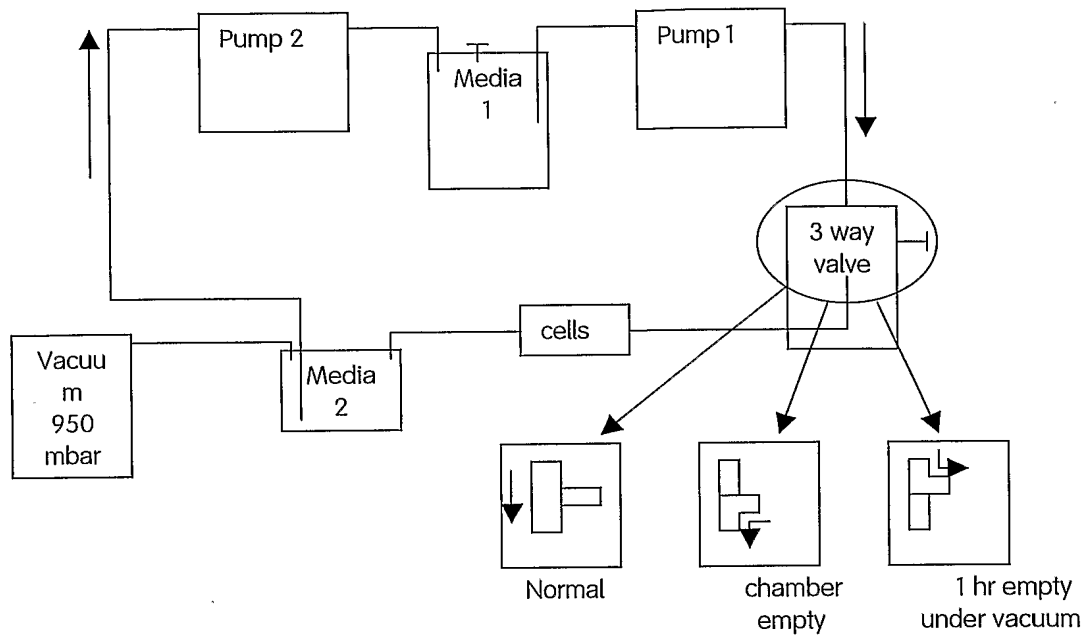 Pump 2
Media
1
Pump 1
3 way
valve
cells
Vacuu
m
950
mbar
Media
2
Normal
chamber
empty
1 hr empty
under vacuum